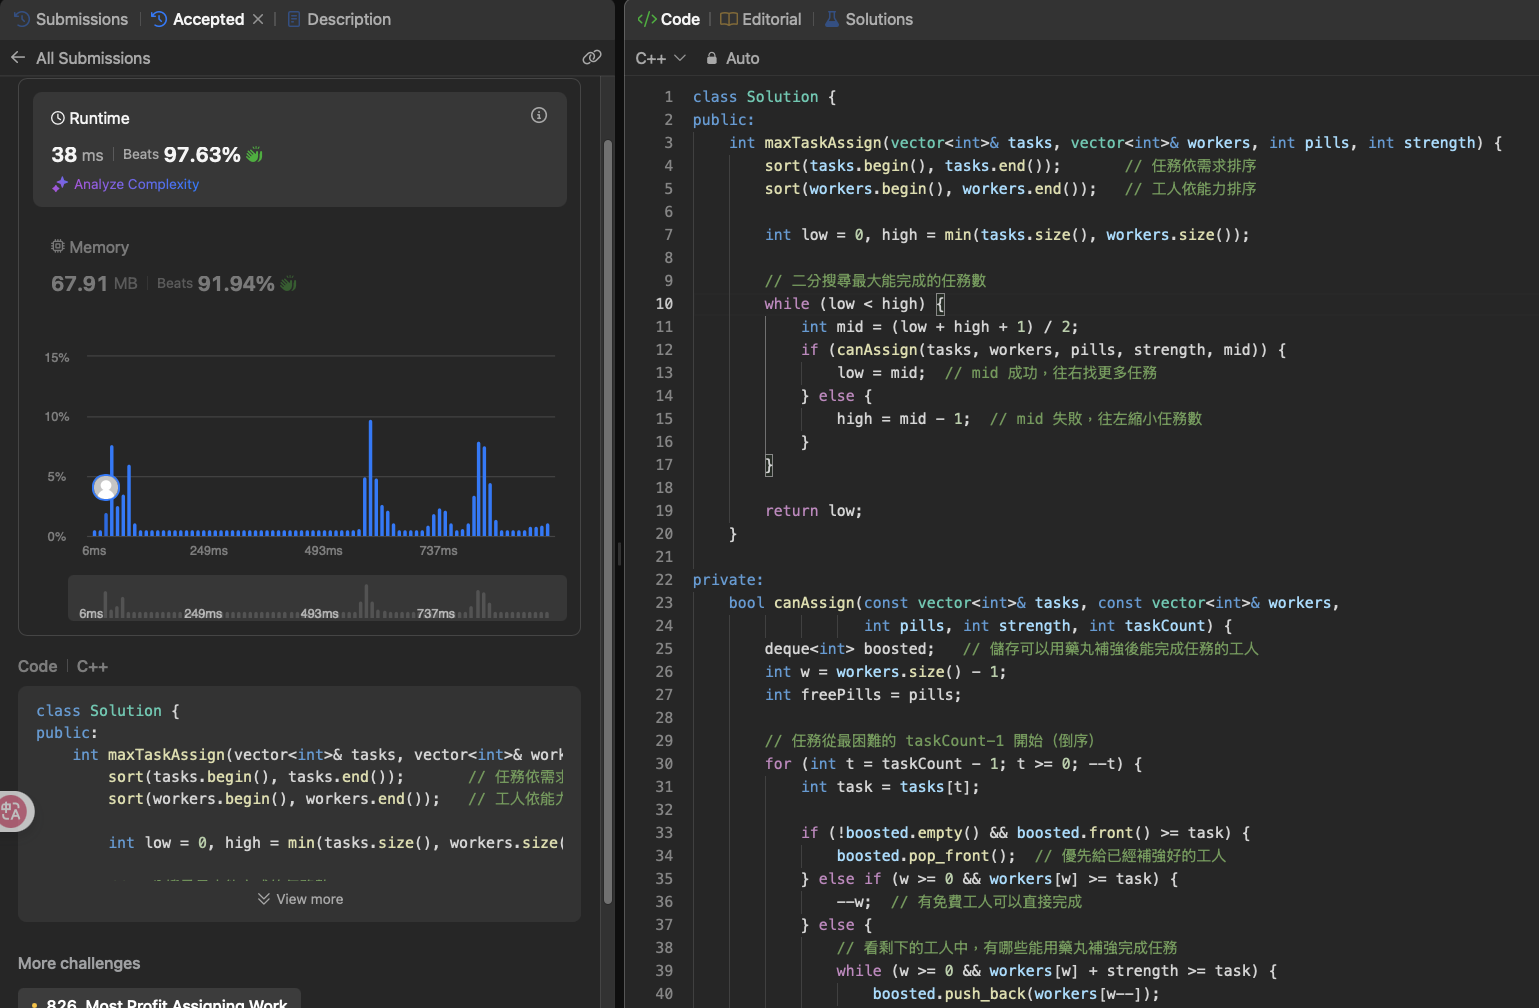 Submissions
Accepted
Description
All Submissions
Runtime
38 ms Beats 97.63%
Analyze Complexity
Memory
67.91 MB Beats 91.94%
15%
10%
5%
0%
6ms 249ms 493ms 737ms
6ms 249ms 493ms 737ms
Code C++
class Solution {
public:
int maxTaskAssign(vector<int>& tasks, vector<int>& work
sort(tasks.begin(), tasks.end()); // 任務依需求
sort(workers.begin(), workers.end()); // 工人依能力
int low = 0, high = min(tasks.size(), workers.size(
View more
More challenges
826. Most Profit Assigning Work
中A
Code
Editorial
Solutions
C++ Auto
1 class Solution {
2 public:
3 int maxTaskAssign(vector<int>& tasks, vector<int>& workers, int pills, int strength) {
4 sort(tasks.begin(), tasks.end()); // 任務依需求排序
5 sort(workers.begin(), workers.end()); // 工人依能力排序
6
7 int low = 0, high = min(tasks.size(), workers.size());
8
9 // 二分搜尋最大能完成的任務數
10 while (low < high) {
11 int mid = (low + high + 1) / 2;
12 if (canAssign(tasks, workers, pills, strength, mid)) {
13 low = mid; // mid 成功，往右找更多任務
14 } else {
15 high = mid - 1; // mid 失敗，往左縮小任務數
16 }
17 }
18
19 return low;
20 }
21
22 private:
23 bool canAssign(const vector<int>& tasks, const vector<int>& workers,
24 int pills, int strength, int taskCount) {
25 deque<int> boosted; // 儲存可以用藥丸補強後能完成任務的工人
26 int w = workers.size() - 1;
27 int freePills = pills;
28
29 // 任務從最困難的 taskCount-1 開始（倒序）
30 for (int t = taskCount - 1; t >= 0; --t) {
31 int task = tasks[t];
32
33 if (!boosted.empty() && boosted.front() >= task) {
34 boosted.pop_front(); // 優先給已經補強好的工人
35 } else if (w >= 0 && workers[w] >= task) {
36 --w; // 有免費工人可以直接完成
37 } else {
38 // 看剩下的工人中，有哪些能用藥丸補強完成任務
39 while (w >= 0 && workers[w] + strength >= task) {
40 boosted.push_back(workers[w--]);